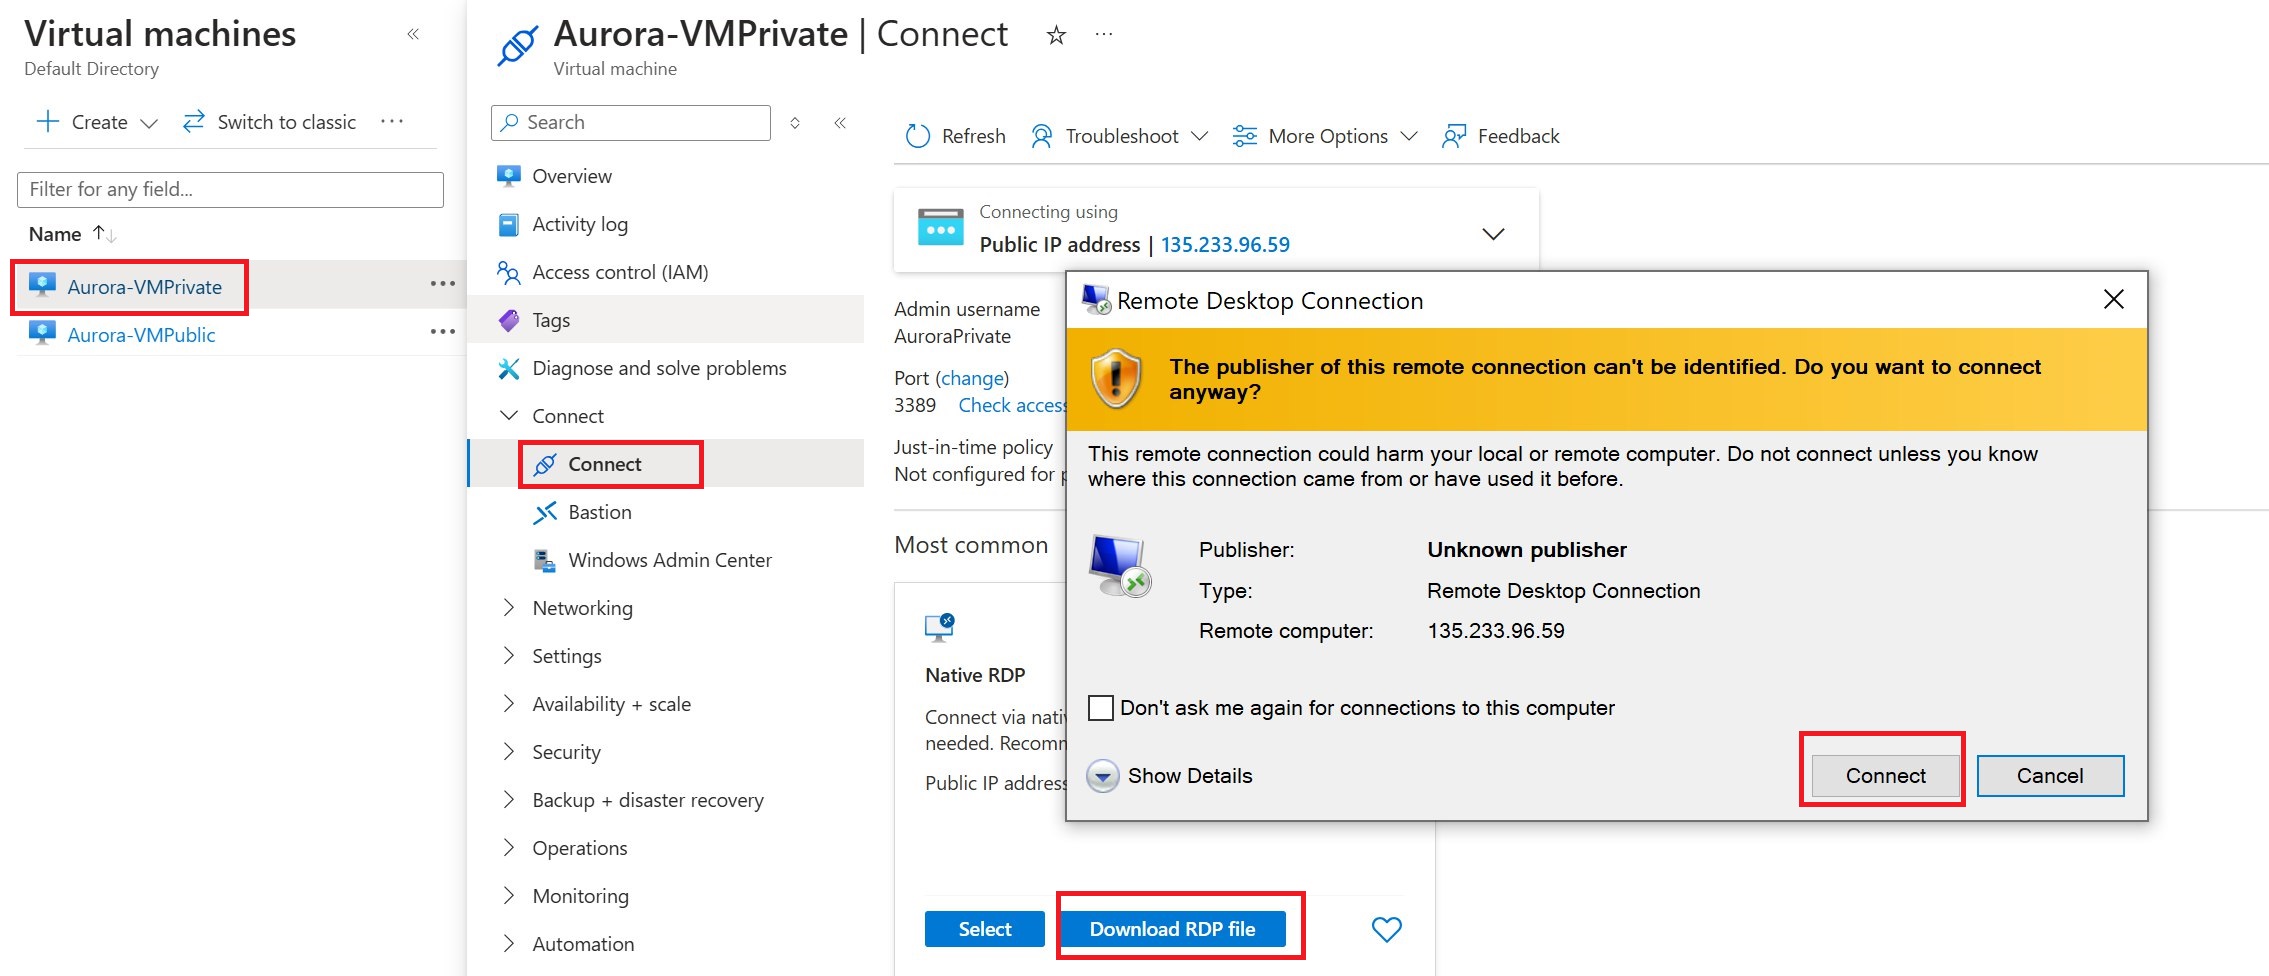 Virtual machines
Default Directory
Create
Switch to classic
Filter for any field...
Name
Aurora-VMPrivate
Aurora-VMPublic
Aurora-VMPrivate | Connect
Virtual machine
Search
Overview
Activity log
Access control (IAM)
Tags
Diagnose and solve problems
Connect
Connect
Bastion
Windows Admin Center
Networking
Settings
Availability + scale
Security
Backup + disaster recovery
Operations
Monitoring
Automation
Refresh
Troubleshoot
More Options
Feedback
Connecting using
Public IP address | 135.233.96.59
Admin username
AuroraPrivate
Port (change)
3389 Check access
Just-in-time policy
Not configured for
Most common
Native RDP
Connect via
needed.
Public IP address
Select
Download RDP file
Remote Desktop Connection
The publisher of this remote connection can't be identified. Do you want to connect
anyway?
This remote connection could harm your local or remote computer. Do not connect unless you know
where this connection came from or have used it before.
Publisher: Unknown publisher
Type: Remote Desktop Connection
Remote computer: 135.233.96.59
Don't ask me again for connections to this computer
Show Details
Connect
Cancel